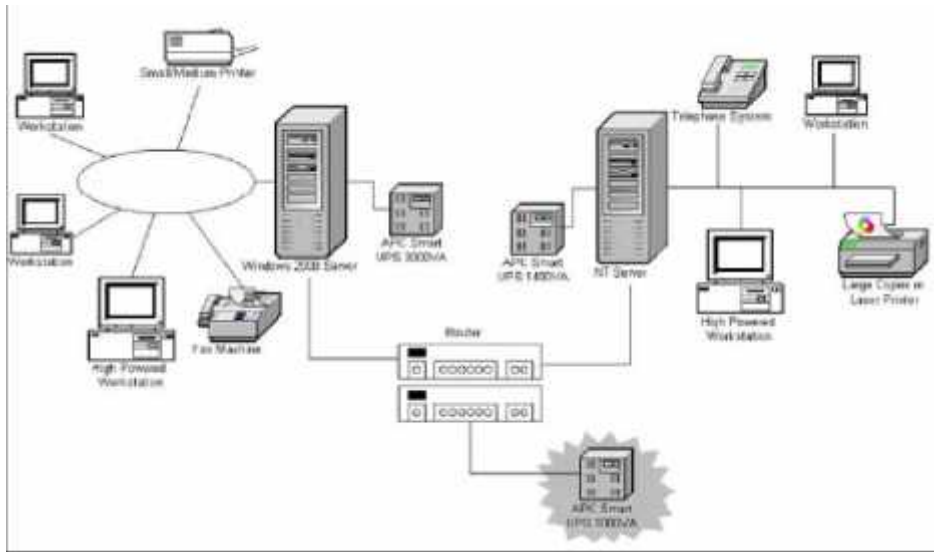 Small/Medium Printer
Workstation
Telephone System
Workstation
Workstation
Windows 2000 Server
APC Smart
UPS 3000VA
APC Smart
UPS 1400VA
NT Server
Large Copier or
Laser Printer
High Powered
Workstation
Fax Machine
High Powered
Workstation
Router
APC Smart